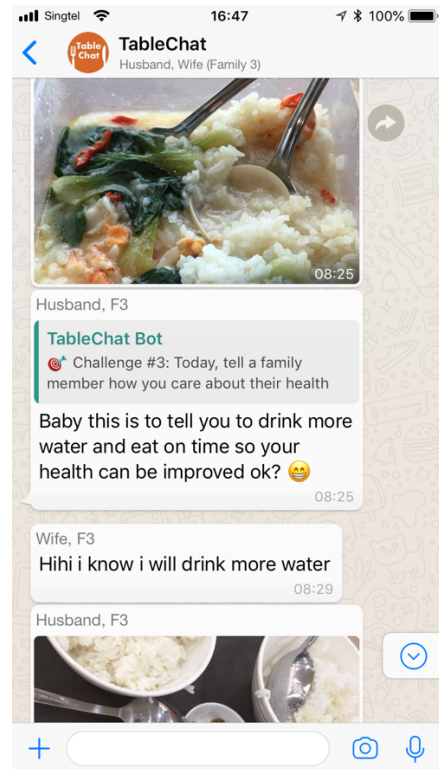 Singtel 16:47 100%
Table
Chat
TableChat
Husband, Wife (Family 3)
08:25
Husband, F3
TableChat Bot
🎯 Challenge #3: Today, tell a family
member how you care about their health
Baby this is to tell you to drink more
water and eat on time so your
health can be improved ok? 😁
08:25
Wife, F3
Hihi i know i will drink more water
08:29
Husband, F3